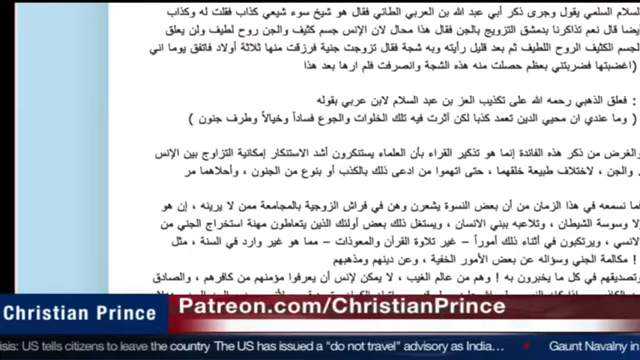 السلام السلمي يقول وجرى ذكر أبي عبد الله بن العربي الطائي فقال هو شيخ سوء شيعي كذاب فقلت له وكذاب
أيضا قال نعم تذاكرنا بدمشق التزويج بالجن فقال هذا محال لان الإنس جسم كثيف والجن روح لطيف ولن يعلق
الجسم الكثيف الروح اللطيف ثم بعد قليل رأيته وبه شجة فقال تزوجت جنية فرزقت منها ثلاثة أولاد فاتفق يوما اني
أغضبتها فضربتني بعظم حصلت منه هذه الشجة وانصرفت فلم ارها بعد هذا)
فعلق الذهبي رحمه الله على تكذيب العز بن عبد السلام لابن عربي بقوله :
( وما عندي ان محيي الدين تعمد كذبا لكن أثرت فيه تلك الخلوات والجوع فساداً وخيالاً وطرف جنون )
والغرض من ذكر هذه الفائدة إنما هو تذكير القراء بأن العلماء يستنكرون أشد الاستنكار إمكانية التزاوج بين الإنس
والجن ، لاختلاف طبيعة خلقهما ، حتى اتهموا من ادعى ذلك بالكذب أو بنوع من الجنون ، وأحلاهما مر .
فما نسمعه في هذا الزمان من أن بعض النسوة يشعرن وهن في فراش الزوجية بالمجامعة ممن لا يرينه ، إن هو
إلا وسوسة الشيطان ، وتلاعبه ببني الانسان ، ويستغل ذلك بعض أولئك الذين يتعاطون مهنة استخراج الجني من
الانسي ، ويرتكبون في أثناء ذلك أموراً – غير تلاوة القرآن والمعوذات – مما هو غير وارد في السنة ، مثل
مكالمة الجني وسؤاله عن بعض الأمور الخفية ، وعن دينهم ومذهبهم !
وتصديقهم في كل ما يخبرون به ! وهم من عالم الغيب ، لا يمكن لإنس أن يعرفوا مؤمنهم من كافرهم ، والصادق
Christian Prince
Patreon.com/ChristianPrince
isis: US tells citizens to leave the country The US has issued a "do not travel" advisory as India... Gaunt Navalny in